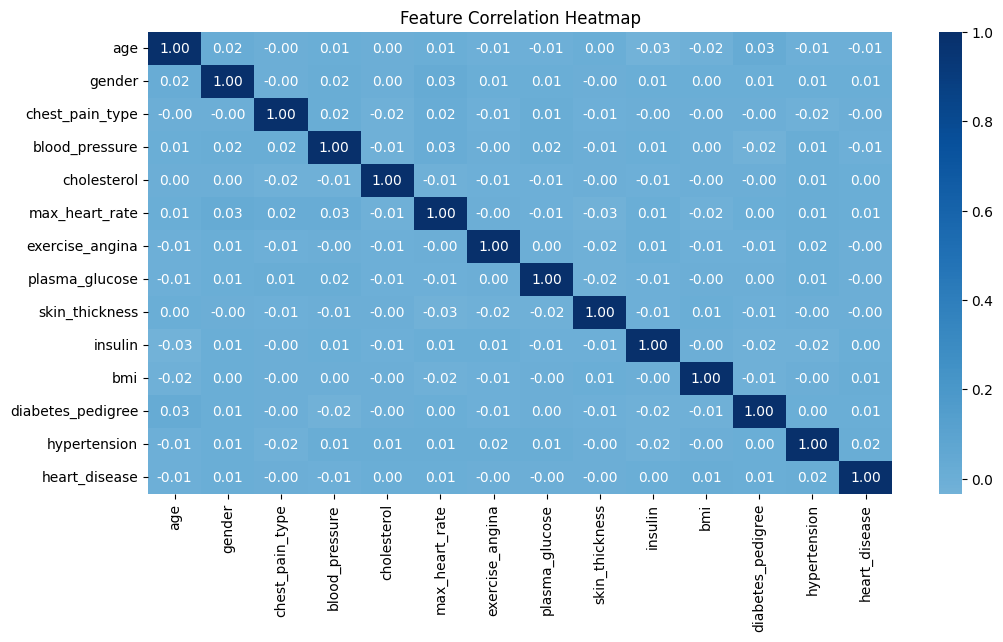 Feature Correlation Heatmap
age 1.00 0.02 -0.00 0.01 0.00 0.01 -0.01 -0.01 0.00 -0.03 -0.02 0.03 -0.01 -0.01
gender 0.02 1.00 -0.00 0.02 0.00 0.03 0.01 0.01 -0.00 0.01 0.00 0.01 0.01 0.01
chest_pain_type -0.00 -0.00 1.00 0.02 -0.02 0.02 -0.01 0.01 -0.01 -0.00 -0.00 -0.00 -0.02 -0.00
blood_pressure 0.01 0.02 0.02 1.00 -0.01 0.03 -0.00 0.02 -0.01 0.01 0.00 -0.02 0.01 -0.01
cholesterol 0.00 0.00 -0.02 -0.01 1.00 -0.01 -0.01 -0.01 -0.00 -0.01 -0.00 -0.00 0.01 0.00
max_heart_rate 0.01 0.03 0.02 0.03 -0.01 1.00 -0.00 -0.01 -0.03 0.01 -0.02 0.00 0.01 0.01
exercise_angina -0.01 0.01 -0.01 -0.00 -0.01 -0.00 1.00 0.00 -0.02 0.01 -0.01 -0.01 0.02 -0.00
plasma_glucose -0.01 0.01 0.01 0.02 -0.01 -0.01 0.00 1.00 -0.02 -0.01 -0.00 0.00 0.01 -0.00
skin_thickness 0.00 -0.00 -0.01 -0.01 -0.00 -0.03 -0.02 -0.02 1.00 -0.01 0.01 -0.01 -0.00 -0.00
insulin -0.03 0.01 -0.00 0.01 -0.01 0.01 0.01 -0.01 -0.01 1.00 -0.00 -0.02 -0.02 0.00
bmi -0.02 0.00 -0.00 0.00 -0.00 -0.02 -0.01 -0.00 0.01 -0.00 1.00 -0.01 -0.00 0.01
diabetes_pedigree 0.03 0.01 -0.00 -0.02 -0.00 0.00 -0.01 0.00 -0.01 -0.02 -0.01 1.00 0.00 0.01
hypertension -0.01 0.01 -0.02 0.01 0.01 0.01 0.02 0.01 -0.00 -0.02 -0.00 0.00 1.00 0.02
heart_disease -0.01 0.01 -0.00 -0.01 0.00 0.01 -0.00 -0.00 -0.00 0.00 0.01 0.01 0.02 1.00
age gender chest_pain_type blood_pressure cholesterol max_heart_rate exercise_angina plasma_glucose skin_thickness insulin bmi diabetes_pedigree hypertension heart_disease
1.0
0.8
0.6
0.4
0.2
0.0